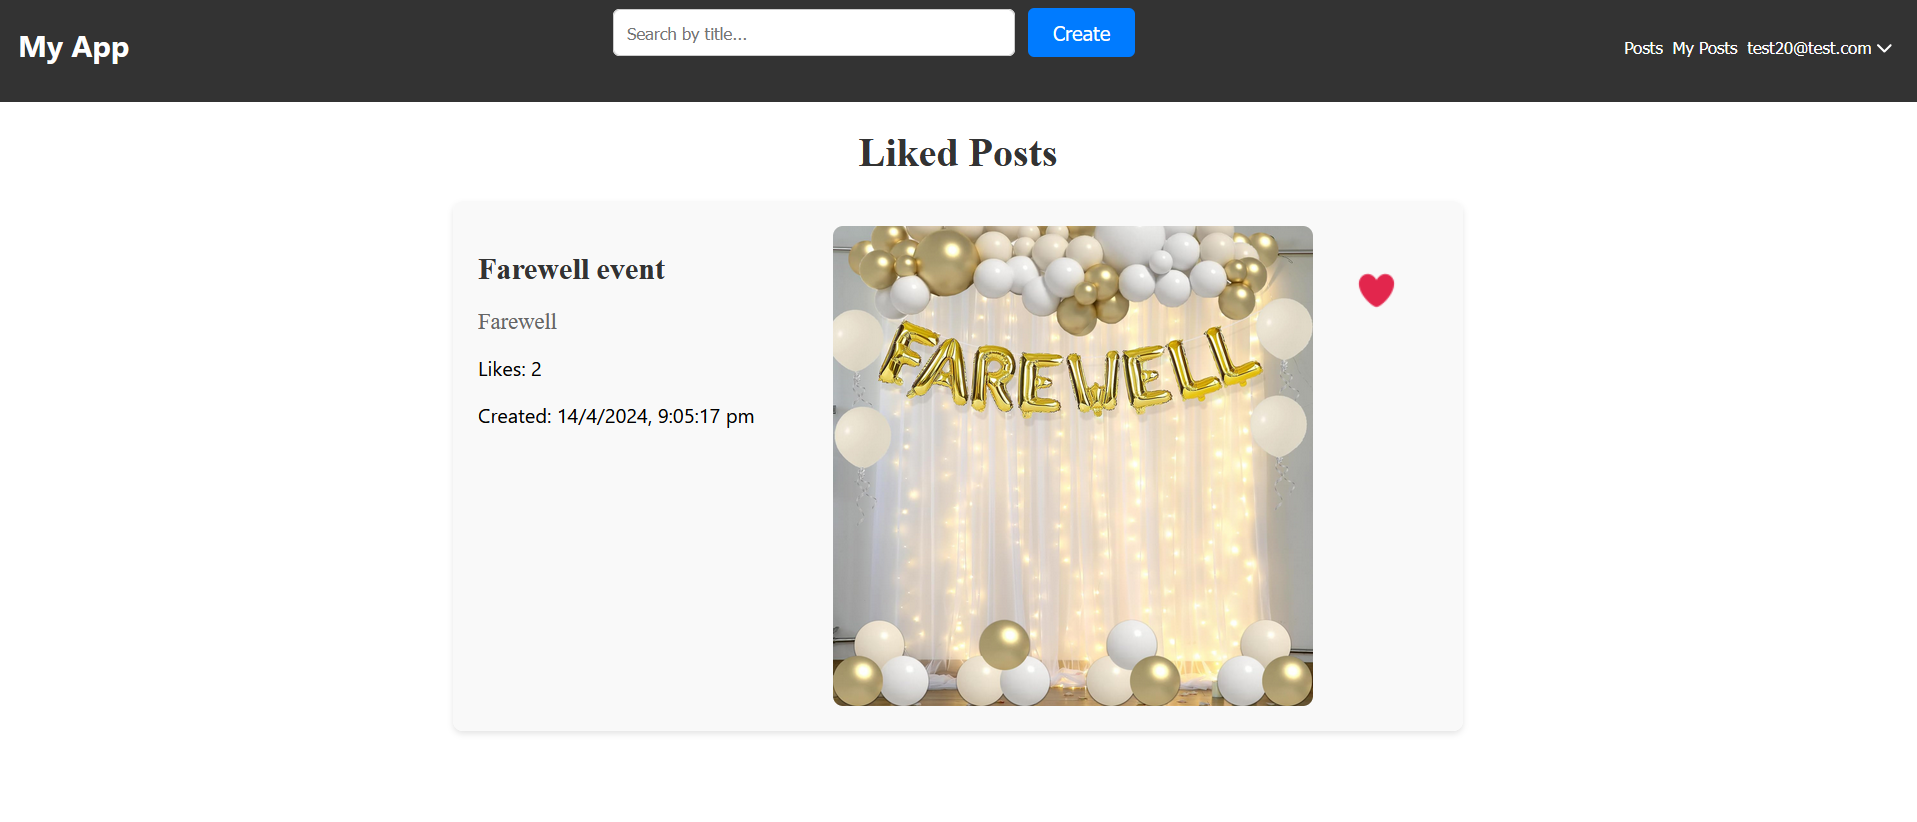 My App
Search by title...
Create
Posts My Posts test20@test.com
Liked Posts
Farewell event
Farewell
Likes: 2
Created: 14/4/2024, 9:05:17 pm
FAREWELL